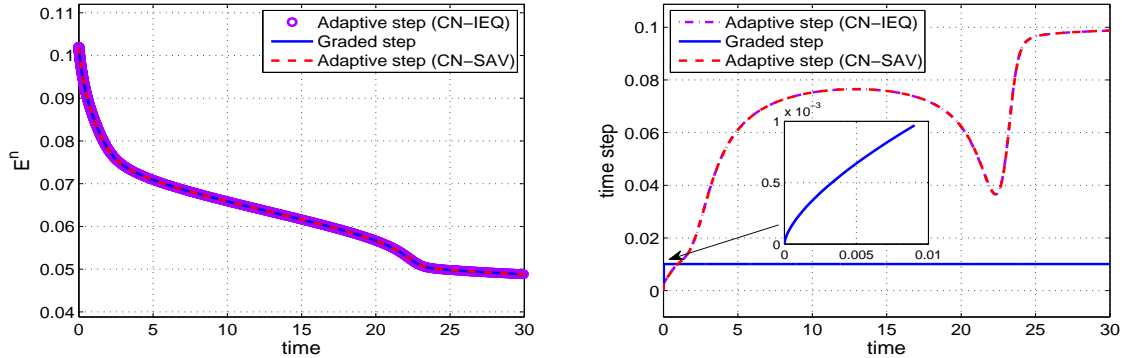 Adaptive step (CN−IEQ)
Graded step
Adaptive step (CN−SAV)
0.1
0.09
0.08
0.07
0.06
0.05
0.04
E^n
0 5 10 15 20 25 30
time
Adaptive step (CN−IEQ)
Graded step
Adaptive step (CN−SAV)
0.1
0.08
0.06
0.04
0.02
0
time step
x 10^−3
1
0.5
0
0 0.005 0.01
0 5 10 15 20 25 30
time